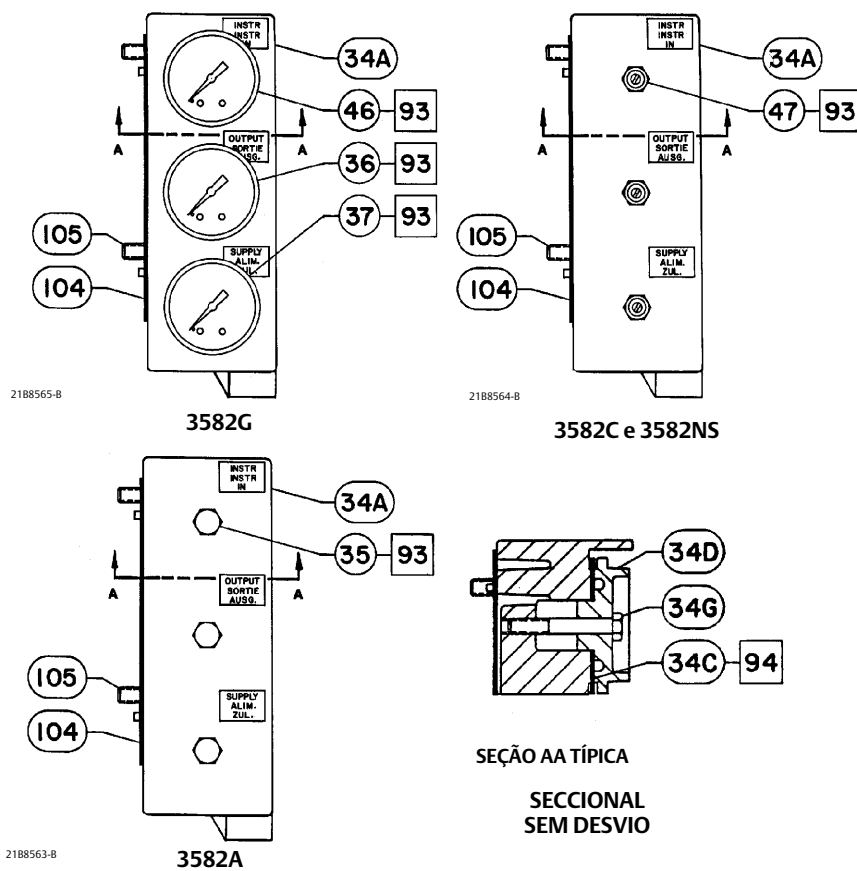 INSTR
INSTR
IN
34A
46 93
A A
OUTPUT
SORTIE
AUSG.
36 93
37 93
105
SUPPLY
ALIM.
ZUL.
104
21B8565-B
3582G
INSTR
INSTR
IN
34A
47 93
A A
OUTPUT
SORTIE
AUSG.
105
SUPPLY
ALIM.
ZUL.
104
21B8564-B
3582C e 3582NS
INSTR
INSTR
IN
34A
35 93
A A
OUTPUT
SORTIE
AUSG.
105
SUPPLY
ALIM.
ZUL.
104
21B8563-B
3582A
34D
34G
34C 94
SEÇÃO AA TÍPICA
SECCIONAL
SEM DESVIO